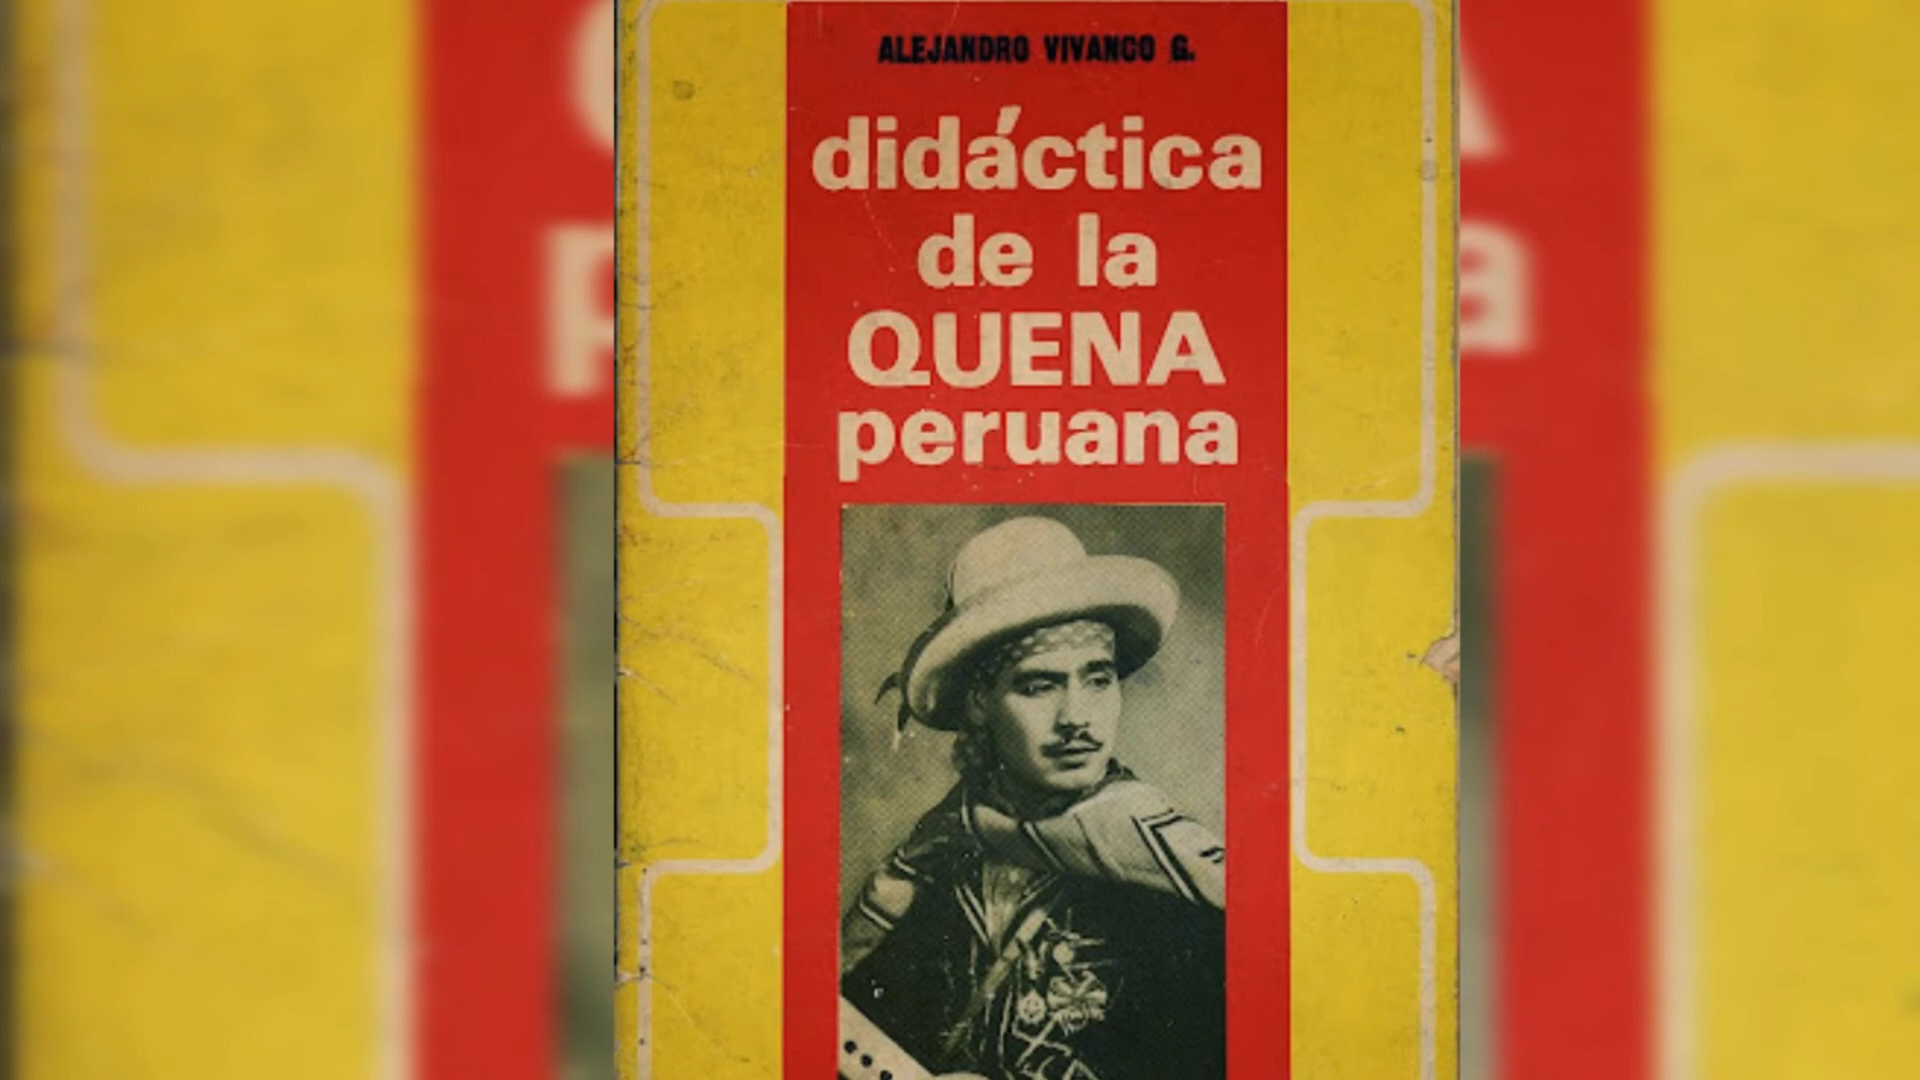 ALEJANDRO VIVANCO G.
didáctica
de la
QUENA
peruana